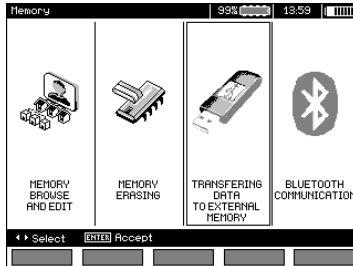 Memory 99% 13:59
MEMORY
BROWSE
AND EDIT
MEMORY
ERASING
TRANSFERING
DATA
TO EXTERNAL
MEMORY
BLUETOOTH
COMMUNICATION
Select ENTER Accept